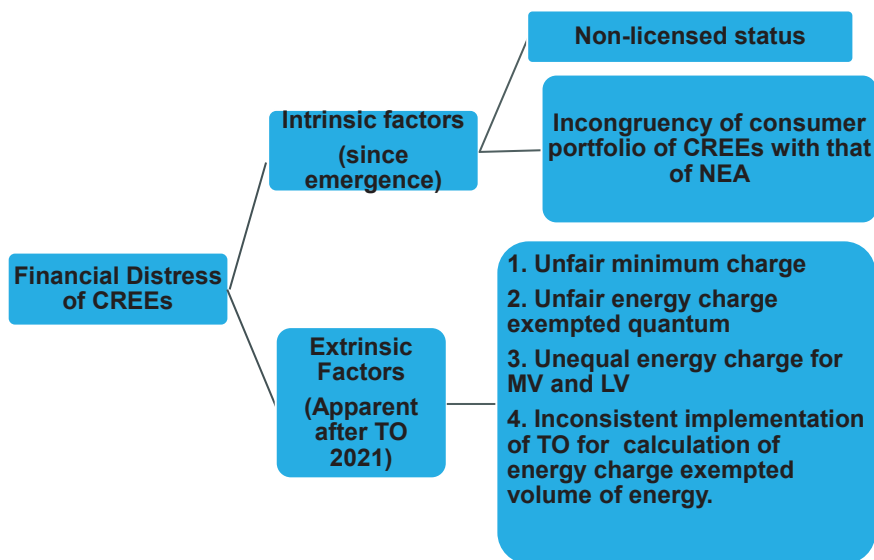 Financial Distress
of CREEs
Intrinsic factors
(since
emergence)
Non-licensed status
Incongruency of consumer
portfolio of CREEs with that
of NEA
Extrinsic
Factors
(Apparent
after TO
2021)
1. Unfair minimum charge
2. Unfair energy charge
exempted quantum
3. Unequal energy charge for
MV and LV
4. Inconsistent implementation
of TO for calculation of
energy charge exempted
volume of energy.